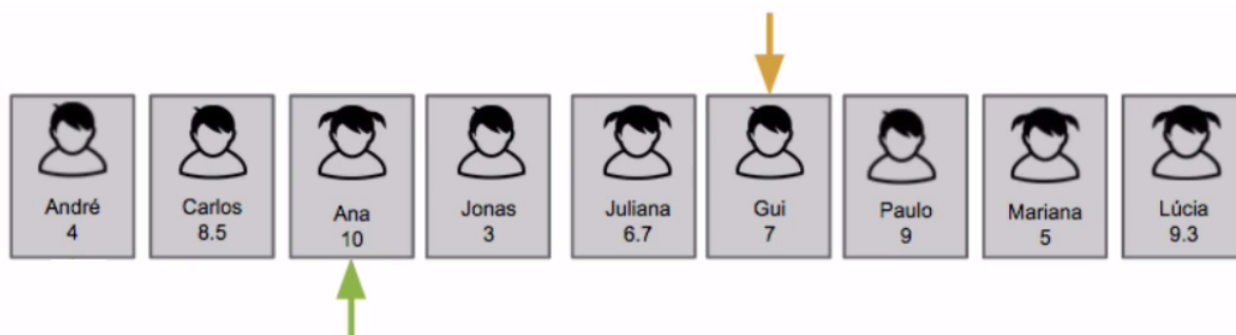 André
4
Carlos
8.5
Ana
10
Jonas
3
Juliana
6.7
Gui
7
Paulo
9
Mariana
5
Lúcia
9.3